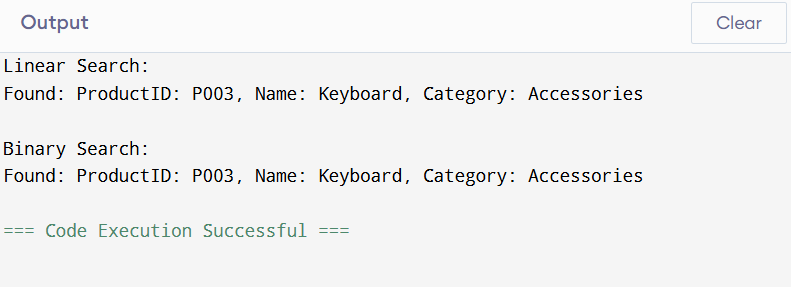 Output
Clear
Linear Search:
Found: ProductID: P003, Name: Keyboard, Category: Accessories
Binary Search:
Found: ProductID: P003, Name: Keyboard, Category: Accessories
=== Code Execution Successful ===